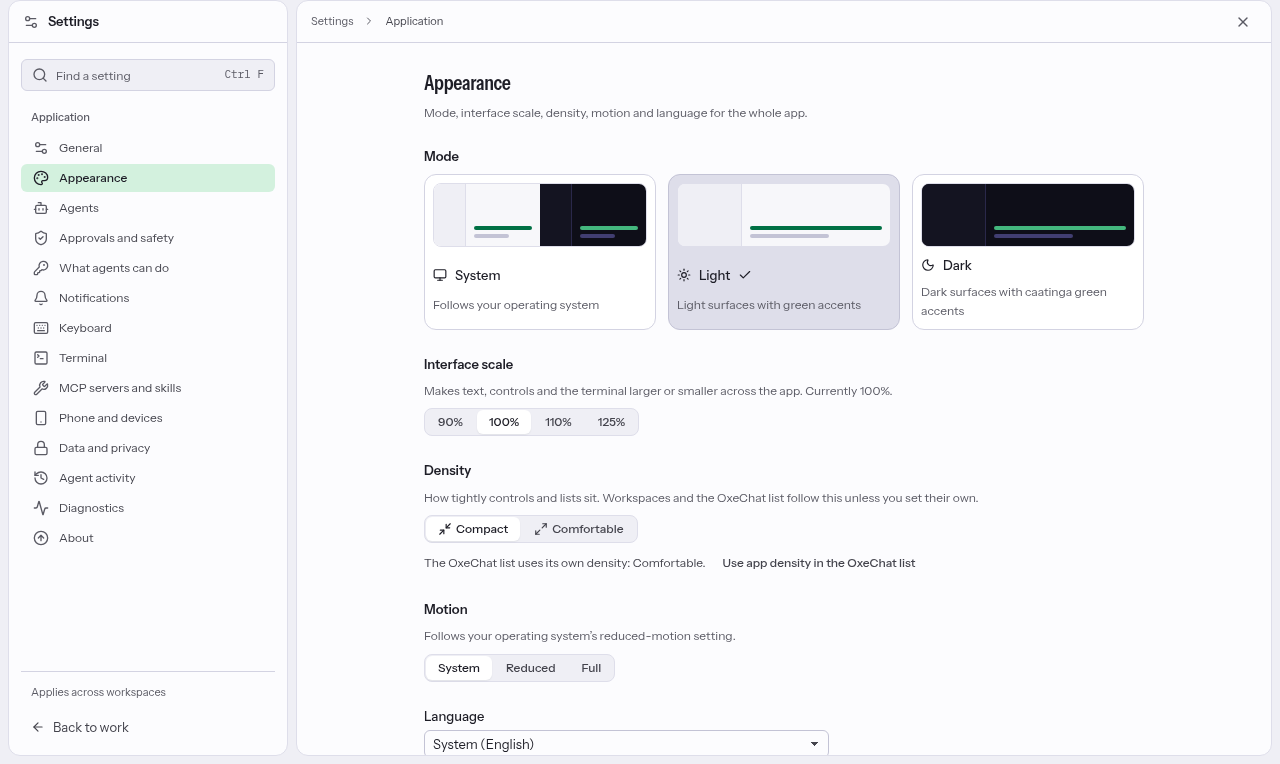 Settings
Find a setting
Ctrl F
Application
General
Appearance
Agents
Approvals and safety
What agents can do
Notifications
Keyboard
Terminal
MCP servers and skills
Phone and devices
Data and privacy
Agent activity
Diagnostics
About
Applies across workspaces
Back to work
Settings > Application
Appearance
Mode, interface scale, density, motion and language for the whole app.
Mode
System
Follows your operating system
Light
Light surfaces with green accents
Dark
Dark surfaces with caatinga green
accents
Interface scale
Makes text, controls and the terminal larger or smaller across the app. Currently 100%.
90% 100% 110% 125%
Density
How tightly controls and lists sit. Workspaces and the OxeChat list follow this unless you set their own.
Compact Comfortable
The OxeChat list uses its own density: Comfortable. Use app density in the OxeChat list
Motion
Follows your operating system's reduced-motion setting.
System Reduced Full
Language
System (English)